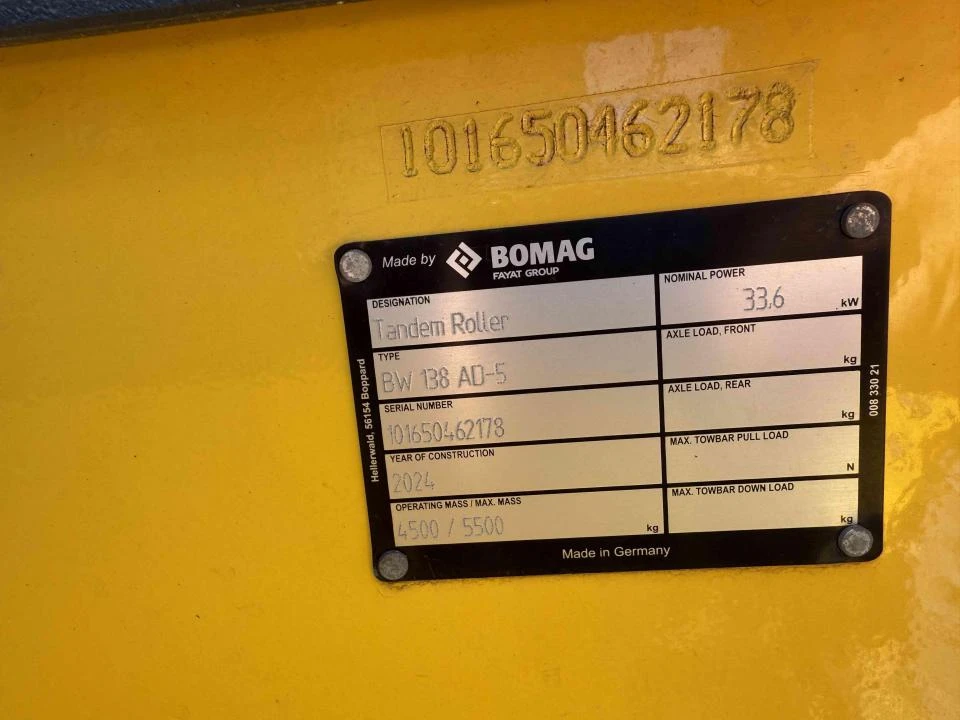 101650462178
Made by BOMAG
FAYAT GROUP
DESIGNATION
Tandem Roller
TYPE
BW 138 AD-5
SERIAL NUMBER
101650462178
YEAR OF CONSTRUCTION
2024
OPERATING MASS / MAX. MASS
4500 / 5500 kg
NOMINAL POWER
33,6 kW
AXLE LOAD, FRONT
kg
AXLE LOAD, REAR
kg
MAX. TOWBAR PULL LOAD
N
MAX. TOWBAR DOWN LOAD
kg
Made in Germany
Hellerwald, 56154 Boppard
008 330 21